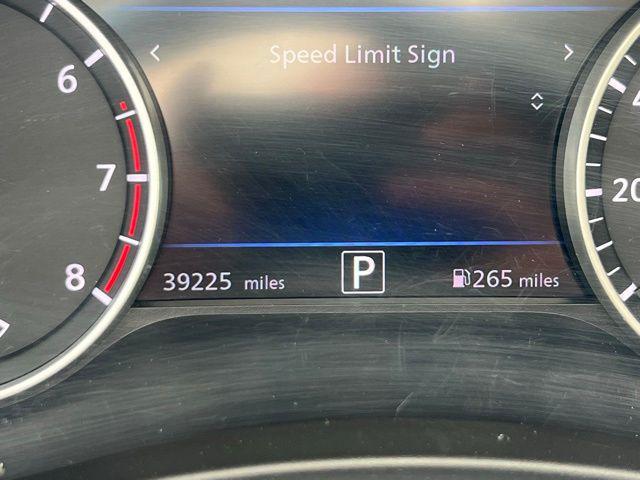 < Speed Limit Sign >
6
7
8
20
39225 miles
P
265 miles